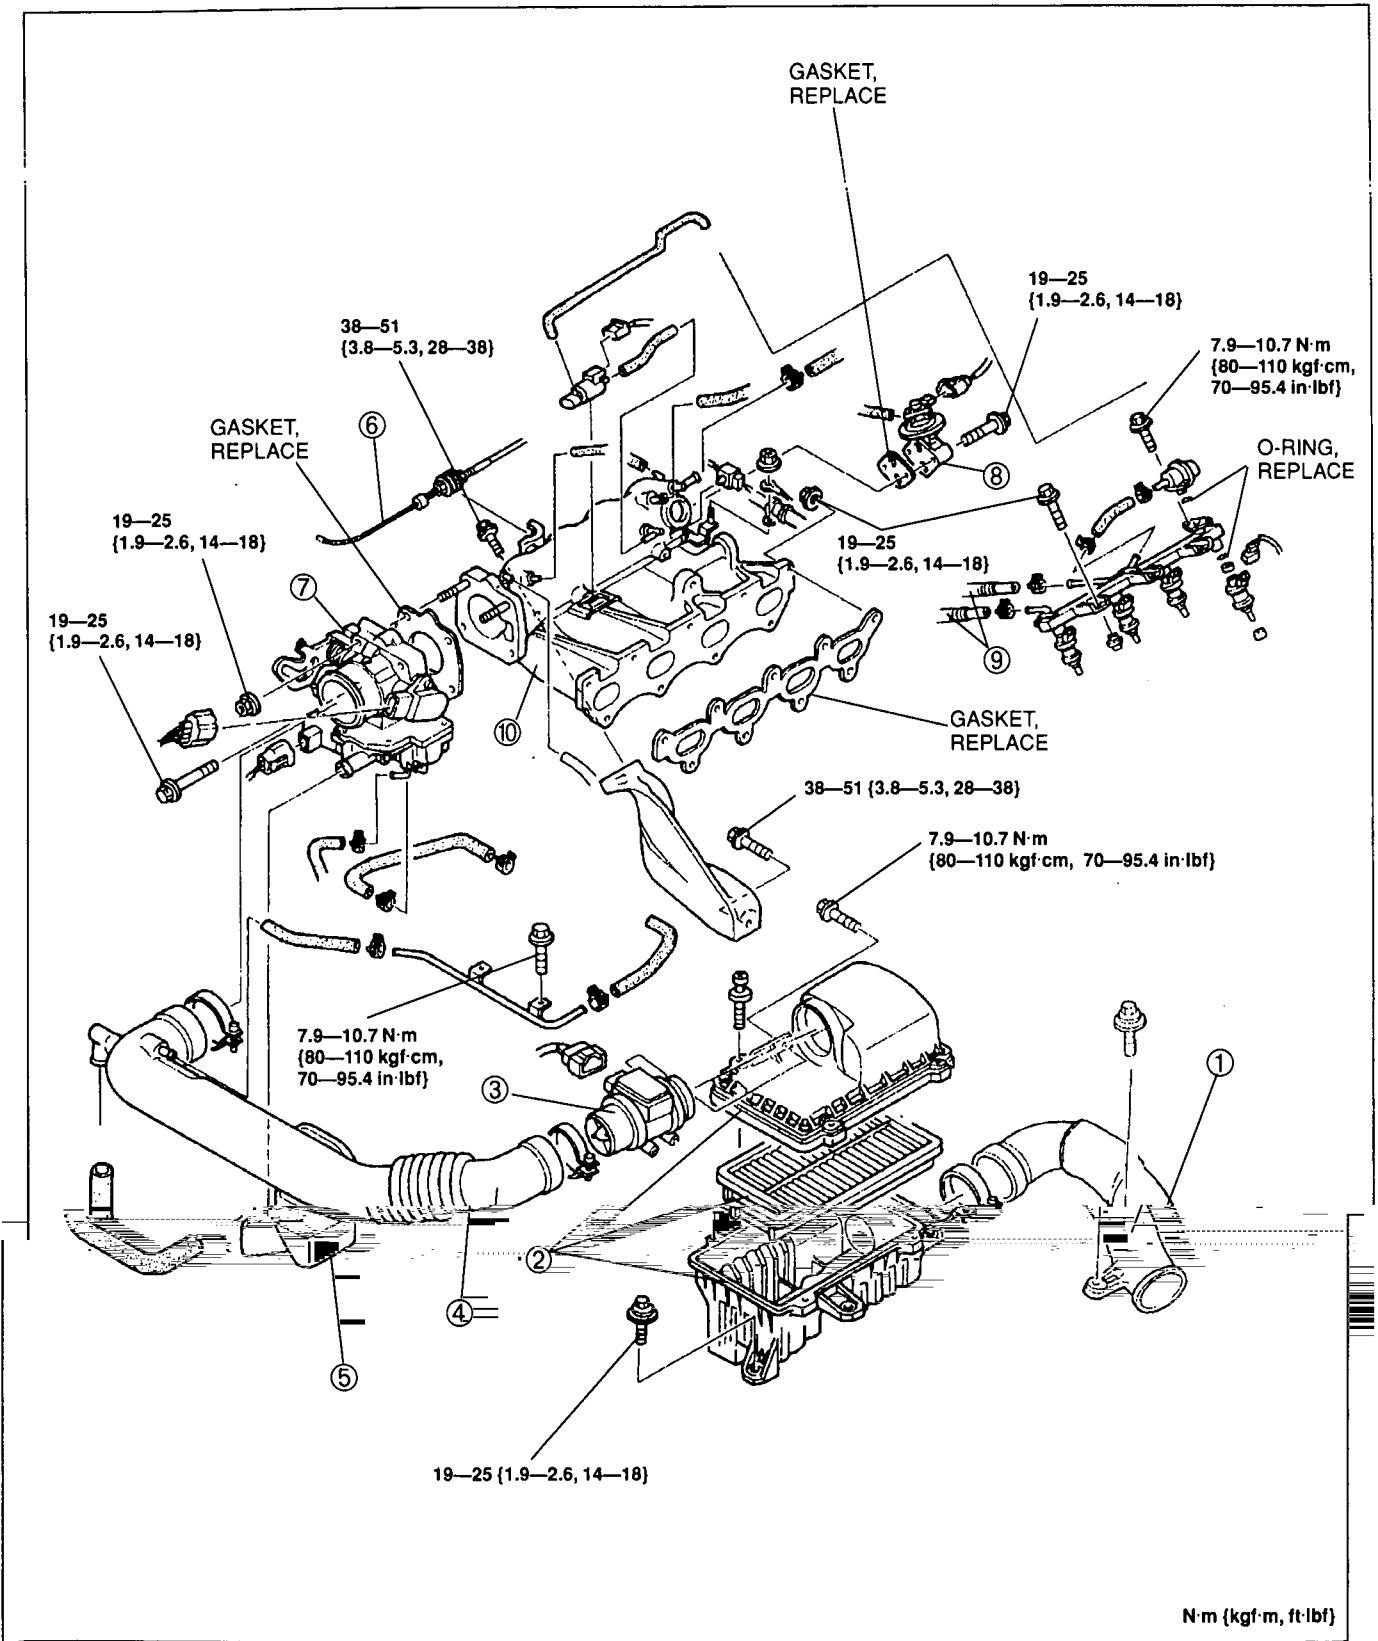 GASKET,
REPLACE
19—25
{1.9—2.6, 14—18}
38—51
{3.8—5.3, 28—38}
7.9—10.7 N·m
{80—110 kgf·cm,
70—95.4 in·lbf}
GASKET,
REPLACE
⑥
O-RING,
REPLACE
⑧
19—25
{1.9—2.6, 14—18}
19—25
{1.9—2.6, 14—18}
⑦
19—25
{1.9—2.6, 14—18}
⑨
⑩
GASKET,
REPLACE
38—51 {3.8—5.3, 28—38}
7.9—10.7 N·m
{80—110 kgf·cm, 70—95.4 in·lbf}
7.9—10.7 N·m
{80—110 kgf·cm,
70—95.4 in·lbf}
①
③
②
④
⑤
19—25 {1.9—2.6, 14—18}
N·m {kgf·m, ft·lbf}